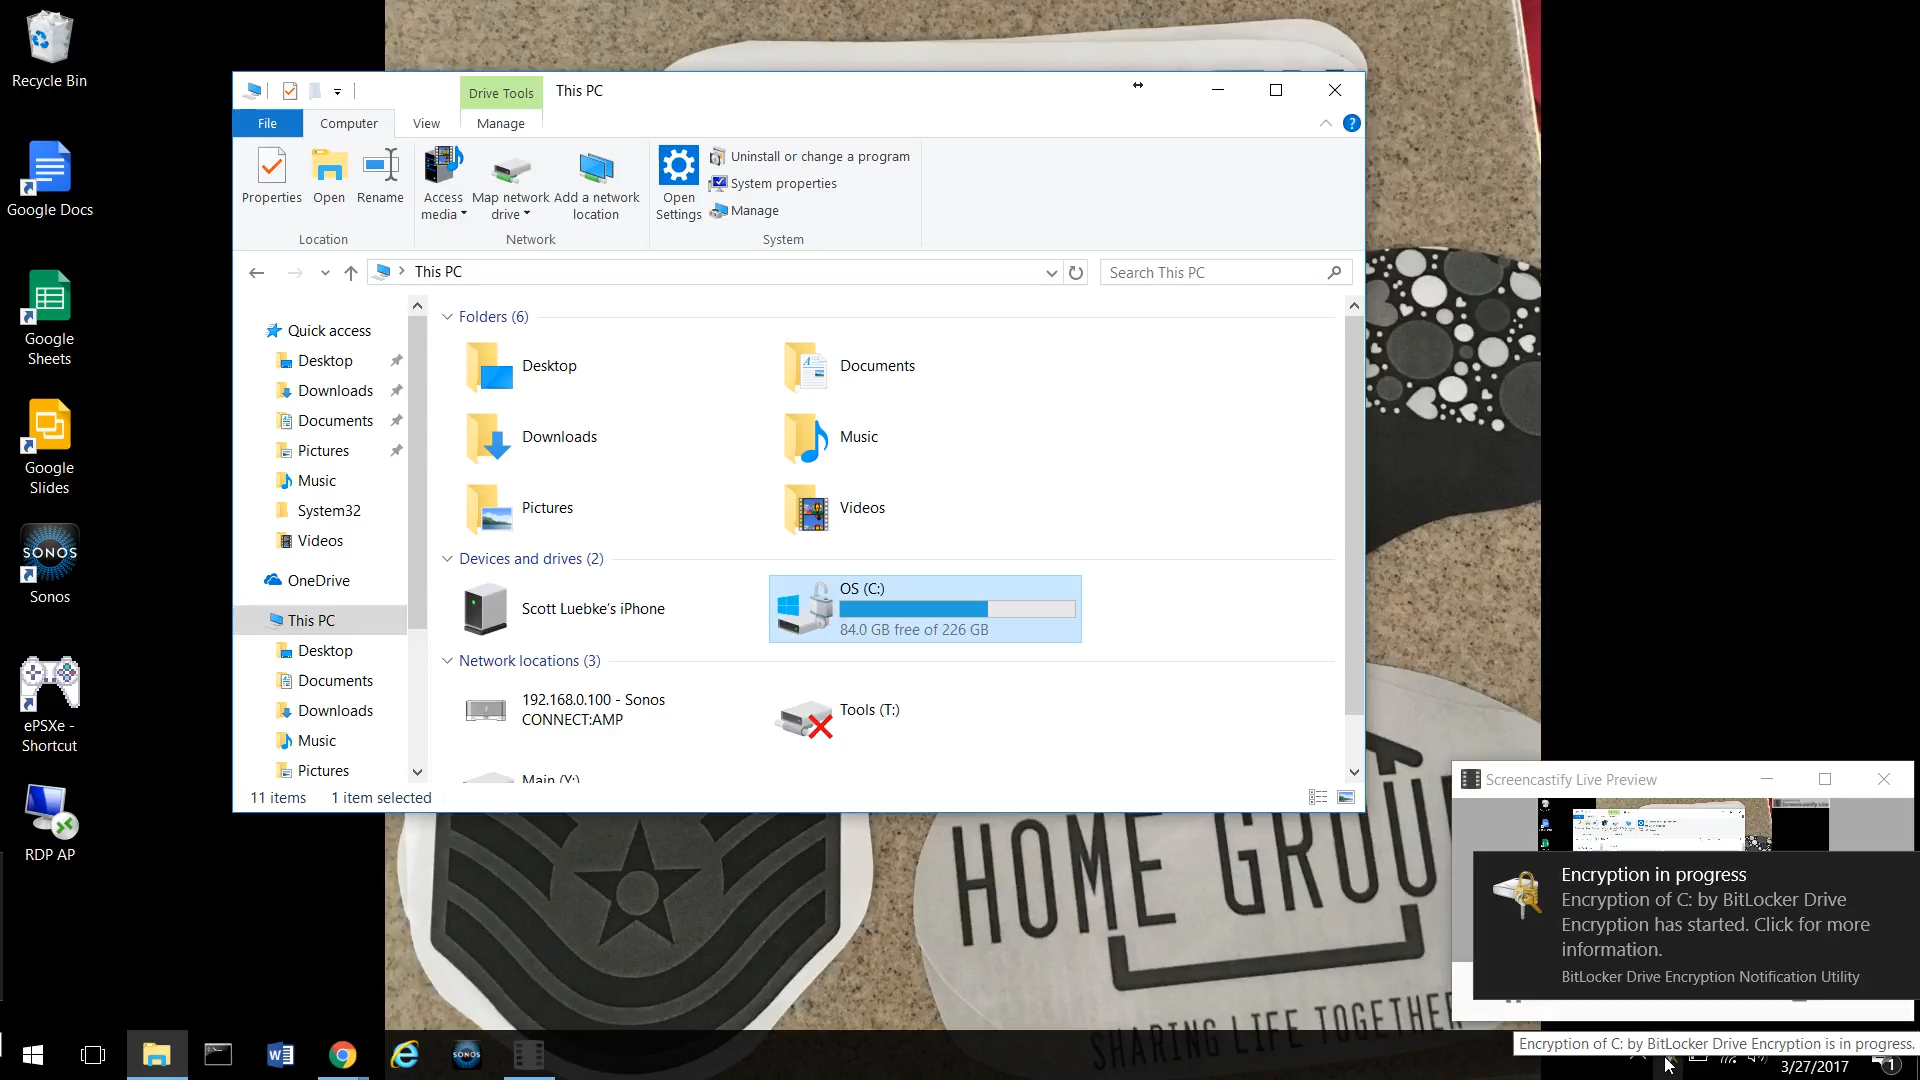 Recycle Bin
Google Docs
Google
Sheets
Google
Slides
SONOS
Sonos
ePSXe -
Shortcut
RDP AP
Drive Tools
This PC
File
Computer
View
Manage
Properties
Open
Rename
Access
media
Map network
drive
Add a network
location
Open
Settings
Uninstall or change a program
System properties
Manage
Location
Network
System
This PC
Search This PC
Quick access
Desktop
Downloads
Documents
Pictures
Music
System32
Videos
OneDrive
This PC
Desktop
Documents
Downloads
Music
Pictures
Folders (6)
Desktop
Documents
Downloads
Music
Pictures
Videos
Devices and drives (2)
Scott Luebke's iPhone
OS (C:)
84.0 GB free of 226 GB
Network locations (3)
192.168.0.100 - Sonos
CONNECT:AMP
Tools (T:)
Main (Y:)
11 items
1 item selected
HOME GROU
SHARING LIFE TOGETHER
Screencastify Live Preview
Encryption in progress
Encryption of C: by BitLocker Drive
Encryption has started. Click for more
information.
BitLocker Drive Encryption Notification Utility
Encryption of C: by BitLocker Drive Encryption is in progress.
SONOS
3/27/2017
1